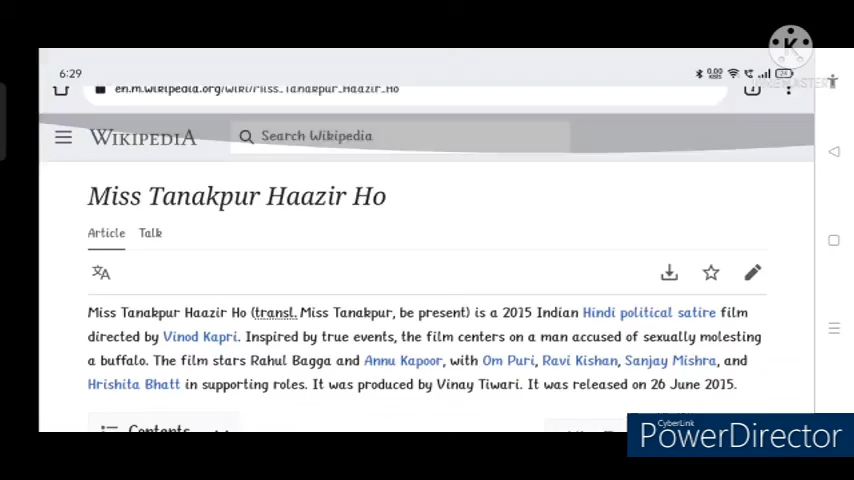 6:29
0.00
en.m.wikipedia.org/wiki/Miss_Tanakpur_Haazir_Ho
WIKIPEDIA
Search Wikipedia
Miss Tanakpur Haazir Ho
Article Talk
Miss Tanakpur Haazir Ho (transl. Miss Tanakpur, be present) is a 2015 Indian Hindi political satire film
directed by Vinod Kapri. Inspired by true events, the film centers on a man accused of sexually molesting
a buffalo. The film stars Rahul Bagga and Annu Kapoor, with Om Puri, Ravi Kishan, Sanjay Mishra, and
Hrishita Bhatt in supporting roles. It was produced by Vinay Tiwari. It was released on 26 June 2015.
Contents
CyberLink
PowerDirector